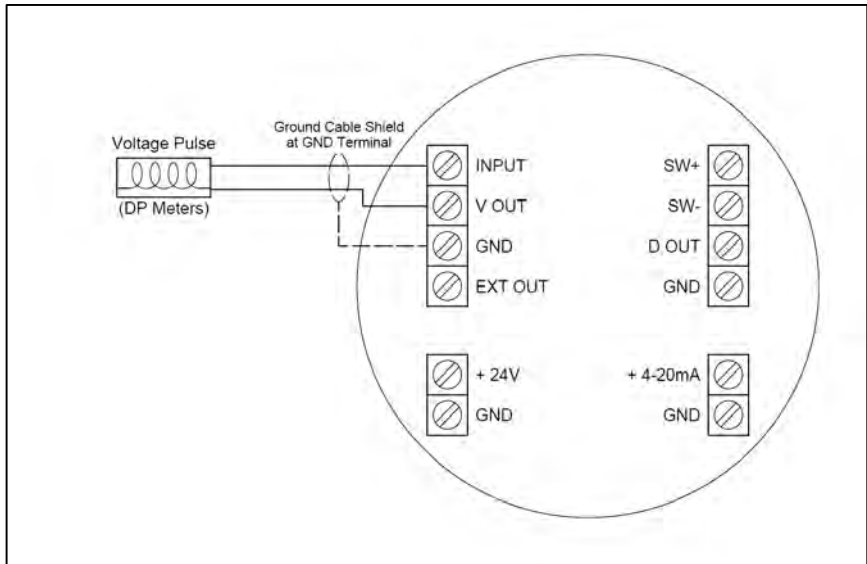 Ground Cable Shield
at GND Terminal
Voltage Pulse
(DP Meters)
INPUT
V OUT
GND
EXT OUT
+ 24V
GND
SW+
SW-
D OUT
GND
+ 4-20mA
GND